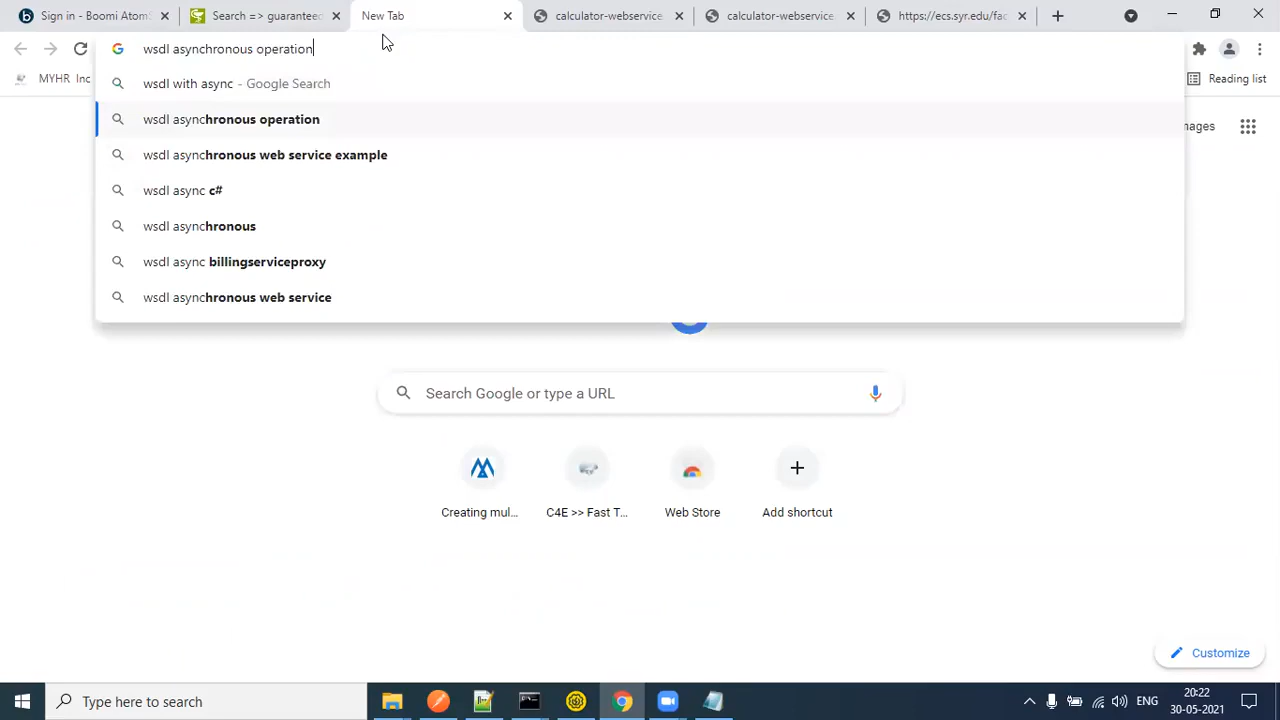 Sign in - Boomi Atom
Search => guarantee
New Tab
calculator-webservice
calculator-webservice
https://ecs.syr.edu/fac
wsdl asynchronous operation
MYHR Inc
Reading list
wsdl with async - Google Search
wsdl asynchronous operation
wsdl asynchronous web service example
wsdl async c#
wsdl asynchronous
wsdl async billingserviceproxy
wsdl asynchronous web service
Search Google or type a URL
Creating mul...
C4E >> Fast T...
Web Store
Add shortcut
Customize
Type here to search
ENG
20:22
30-05-2021